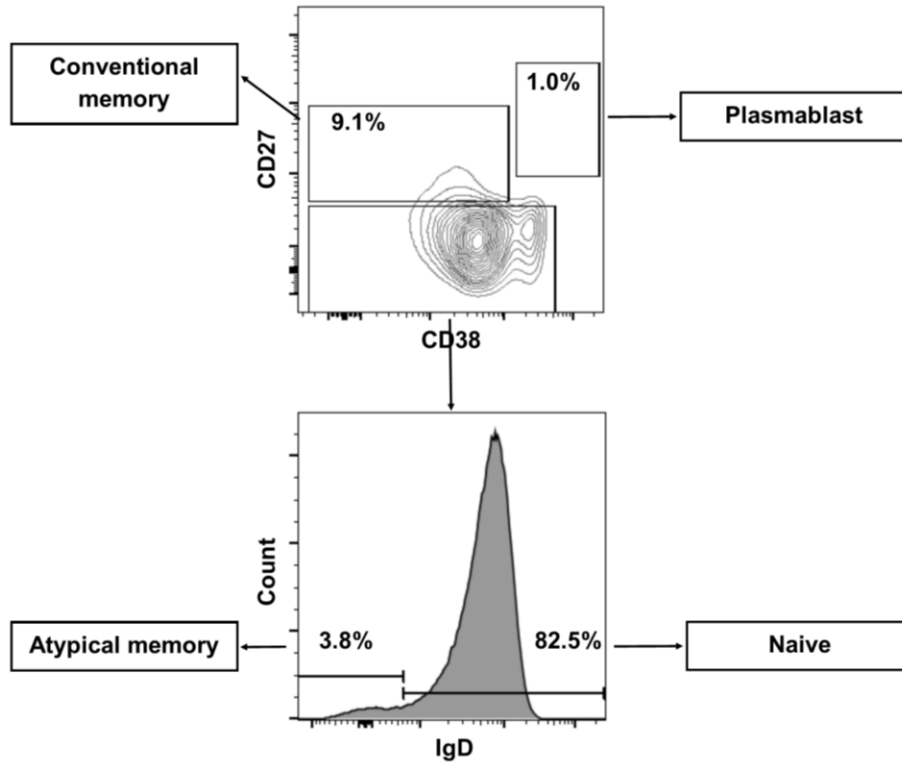 Conventional
memory
9.1%
1.0%
Plasmablast
CD27
CD38
Count
3.8%
82.5%
Atypical memory
Naive
IgD